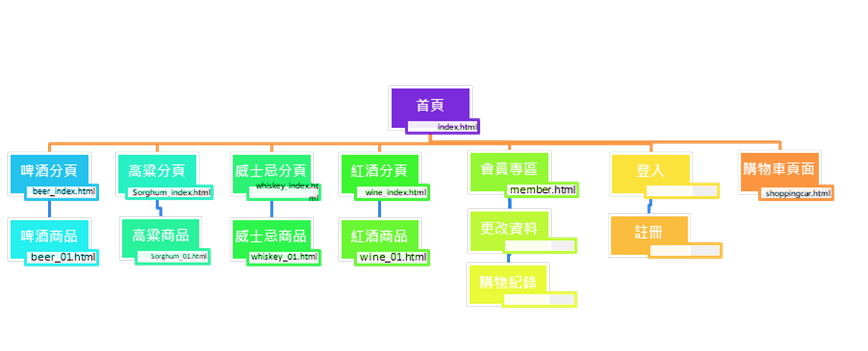 首頁
index.html
啤酒分頁
beer_index.html
高粱分頁
Sorghum_index.html
威士忌分頁
whiskey_index.ht
ml
紅酒分頁
wine_index.html
會員專區
member.html
登入
購物車頁面
shoppingcar.html
啤酒商品
beer_01.html
高粱商品
Sorghum_01.html
威士忌商品
whiskey_01.html
紅酒商品
wine_01.html
更改資料
註冊
購物紀錄